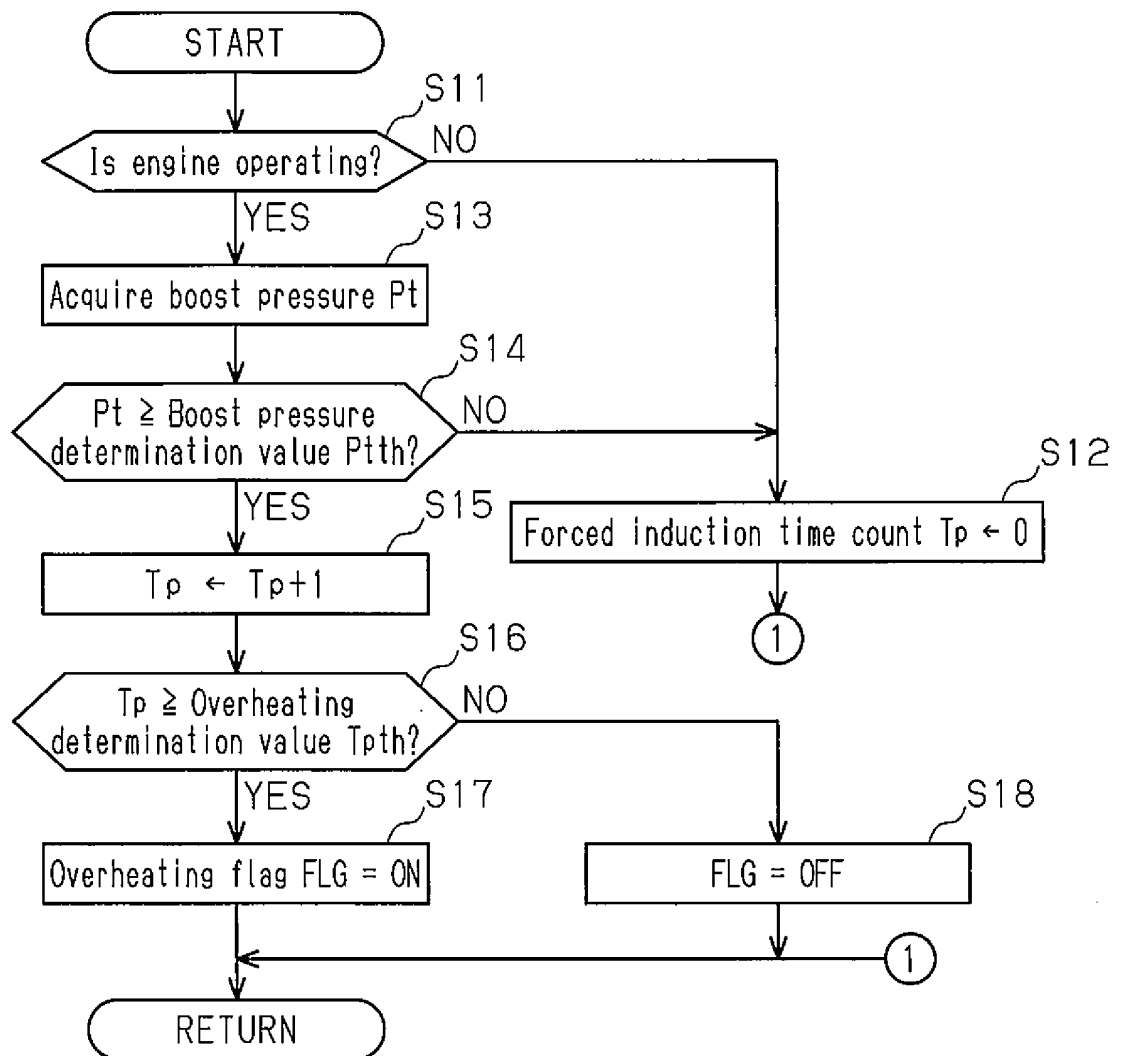 START
S11
Is engine operating?
NO
YES
S13
Acquire boost pressure Pt
S14
Pt ≧ Boost pressure
determination value Ptth?
NO
YES
S12
Forced induction time count Tp ← 0
1
S15
Tp ← Tp+1
S16
Tp ≧ Overheating
determination value Tpth?
NO
YES
S17
Overheating flag FLG = ON
S18
FLG = OFF
1
RETURN